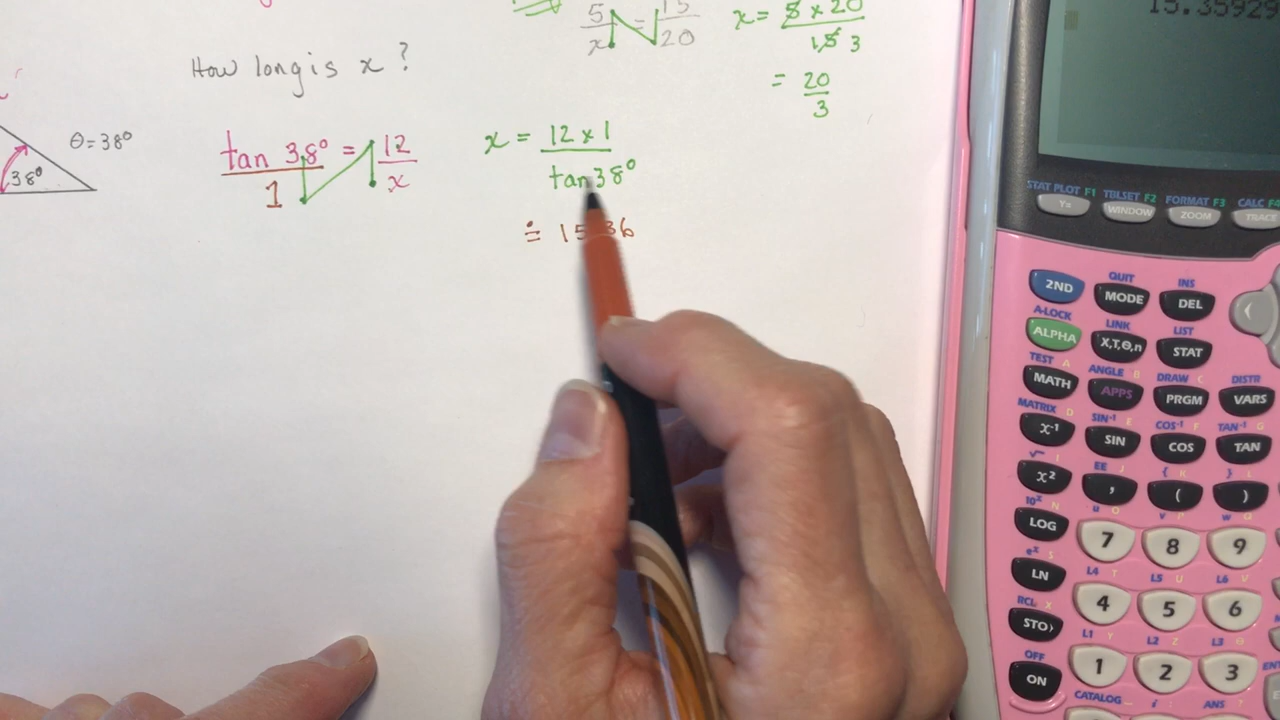 5/x = 15/20
x = 5 x 20 / 15 3
= 20/3
How long is x ?
θ = 38°
38°
tan 38° / 1 = 12 / x
x = 12 x 1 / tan 38°
≐
15.35929
STAT PLOT F1 TBLSET F2 FORMAT F3 CALC F4
Y= WINDOW ZOOM TRACE
QUIT INS
2ND MODE DEL
A-LOCK LINK LIST
ALPHA X,T,Θ,n STAT
TEST A ANGLE B DRAW C DISTR
MATH APPS PRGM VARS
MATRIX D SIN-1 E COS-1 F TAN-1 G
x-1 SIN COS TAN
√ I EE J { K } L
x2 , ( )
10x N u O v P w Q
LOG 7 8 9
ex S L4 T L5 U L6 V
LN 4 5 6
RCL X L1 Y L2 Z L3 θ
STO› 1 2 3
OFF
ON
CATALOG i : ANS ?